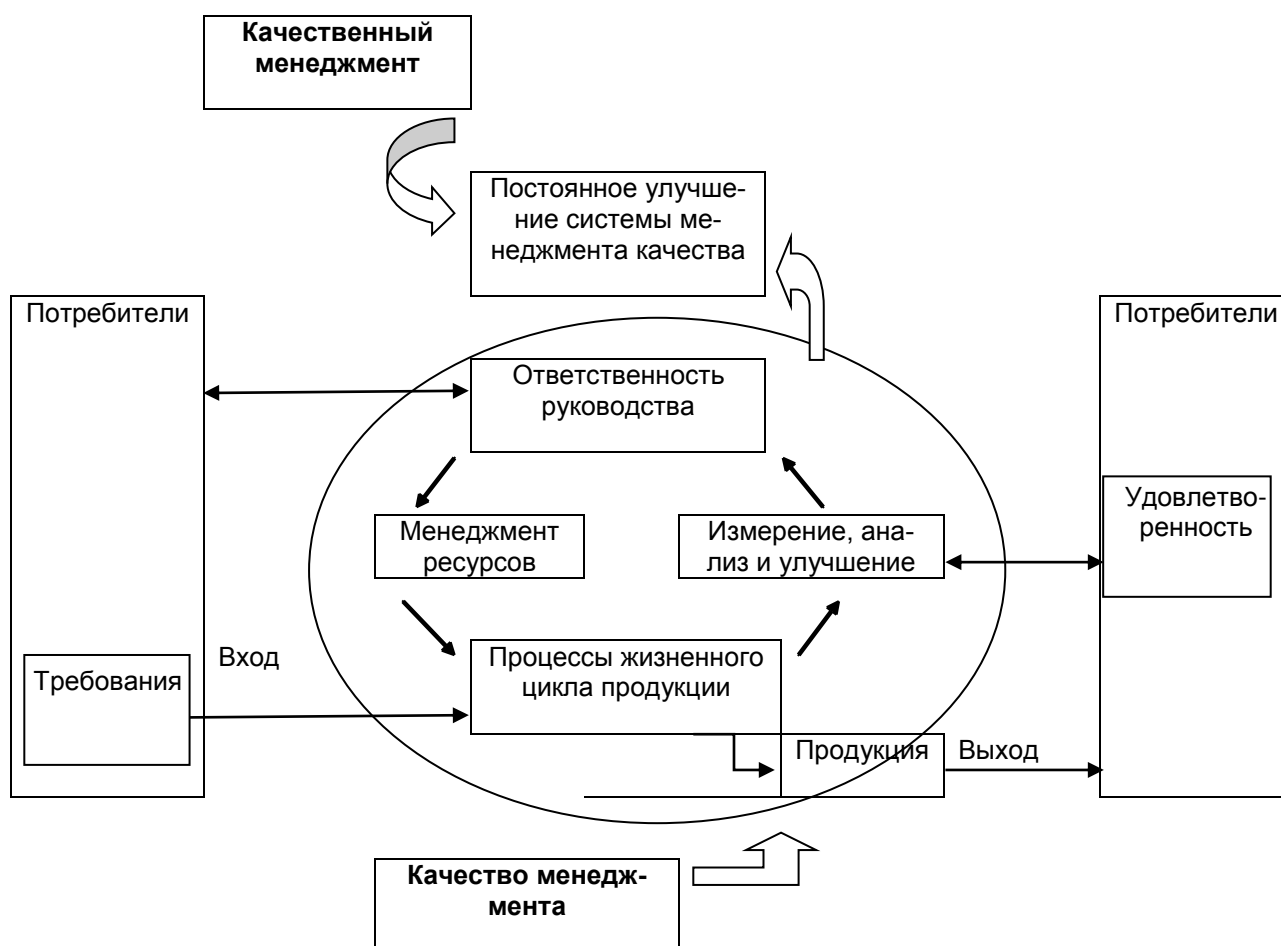 Качественный
менеджмент
Постоянное улучше-
ние системы ме-
неджмента качества
Потребители
Потребители
Ответственность
руководства
Менеджмент
ресурсов
Измерение, ана-
лиз и улучшение
Удовлетво-
ренность
Вход
Требования
Процессы жизненного
цикла продукции
Продукция
Выход
Качество менедж-
мента